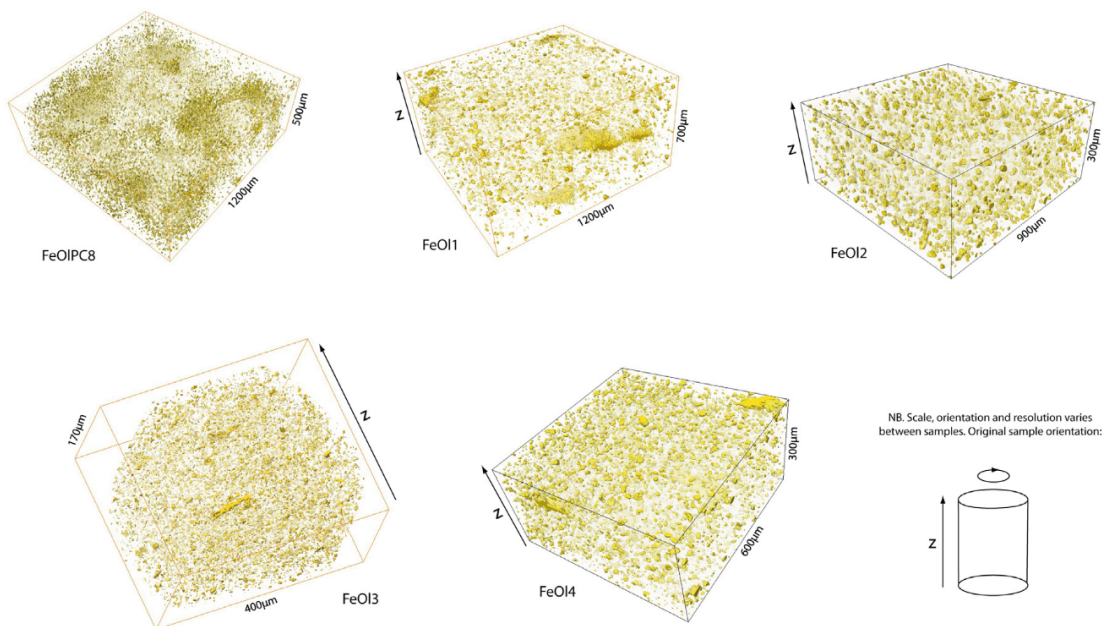 500µm
1200µm
FeOlPC8
Z
700µm
1200µm
FeOl1
Z
300µm
900µm
FeOl2
170µm
Z
400µm
FeOl3
Z
300µm
600µm
FeOl4
NB. Scale, orientation and resolution varies
between samples. Original sample orientation:
Z